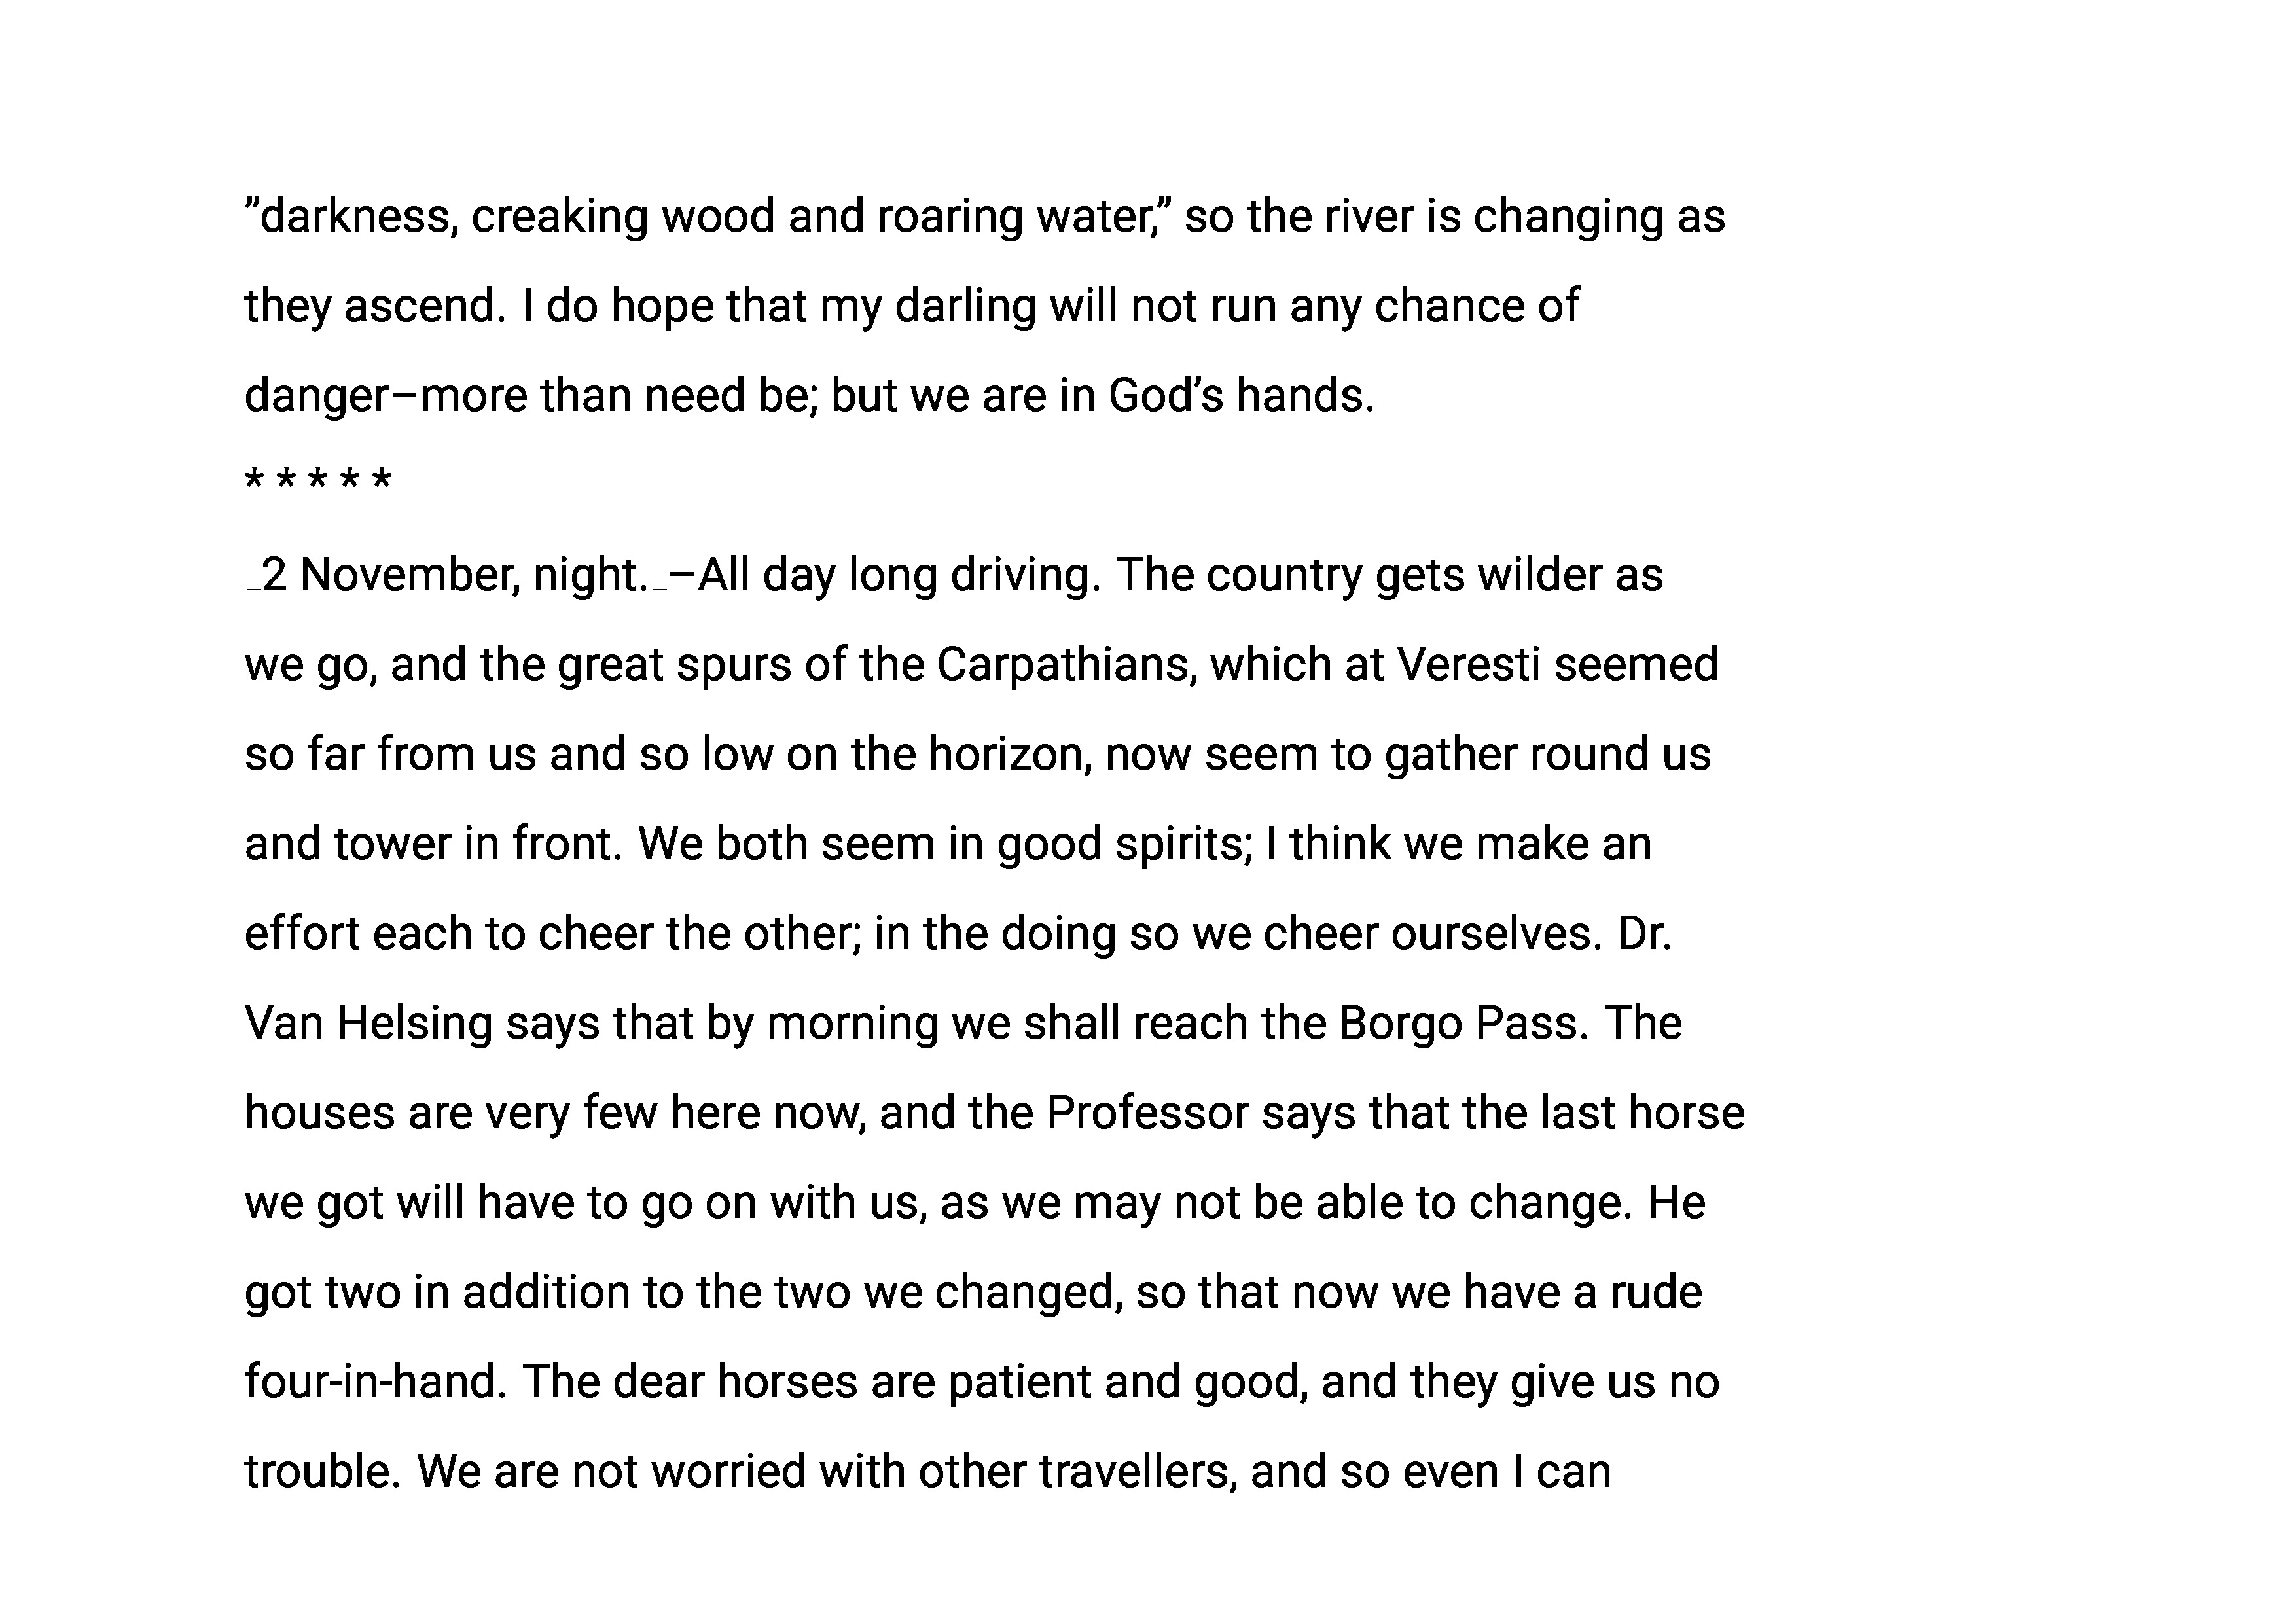 ”darkness, creaking wood and roaring water,” so the river is changing as
they ascend. I do hope that my darling will not run any chance of
danger–more than need be; but we are in God’s hands.
* * * * *
_2 November, night._–All day long driving. The country gets wilder as
we go, and the great spurs of the Carpathians, which at Veresti seemed
so far from us and so low on the horizon, now seem to gather round us
and tower in front. We both seem in good spirits; I think we make an
effort each to cheer the other; in the doing so we cheer ourselves. Dr.
Van Helsing says that by morning we shall reach the Borgo Pass. The
houses are very few here now, and the Professor says that the last horse
we got will have to go on with us, as we may not be able to change. He
got two in addition to the two we changed, so that now we have a rude
four-in-hand. The dear horses are patient and good, and they give us no
trouble. We are not worried with other travellers, and so even I can